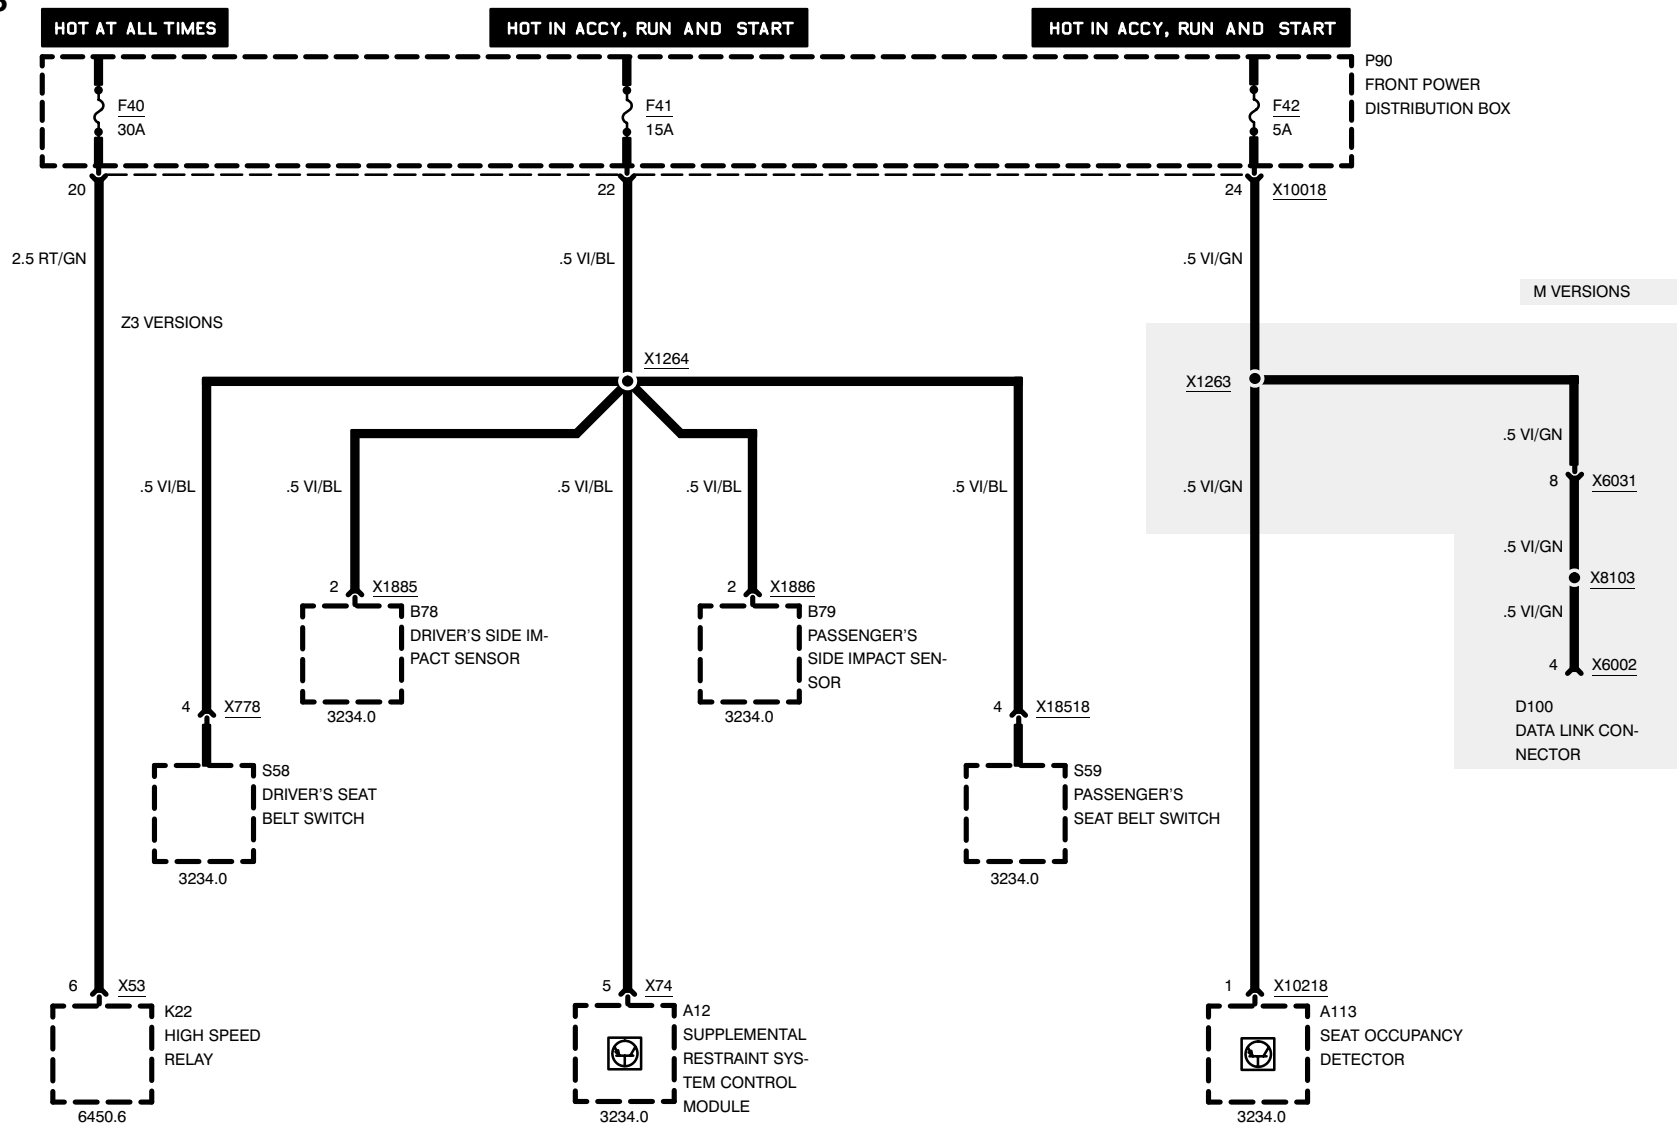 HOT AT ALL TIMES
HOT IN ACCY, RUN AND START
HOT IN ACCY, RUN AND START
P90
FRONT POWER
DISTRIBUTION BOX
F40
30A
F41
15A
F42
5A
20
22
24
X10018
2.5 RT/GN
.5 VI/BL
.5 VI/GN
M VERSIONS
Z3 VERSIONS
X1264
X1263
.5 VI/GN
8
X6031
.5 VI/BL
.5 VI/BL
.5 VI/BL
.5 VI/BL
.5 VI/BL
.5 VI/GN
.5 VI/GN
X8103
.5 VI/GN
4
X6002
D100
DATA LINK CON-
NECTOR
2
X1885
B78
DRIVER'S SIDE IM-
PACT SENSOR
3234.0
2
X1886
B79
PASSENGER'S
SIDE IMPACT SEN-
SOR
3234.0
4
X778
S58
DRIVER'S SEAT
BELT SWITCH
3234.0
4
X18518
S59
PASSENGER'S
SEAT BELT SWITCH
3234.0
6
X53
K22
HIGH SPEED
RELAY
6450.6
5
X74
A12
SUPPLEMENTAL
RESTRAINT SYS-
TEM CONTROL
MODULE
3234.0
1
X10218
A113
SEAT OCCUPANCY
DETECTOR
3234.0